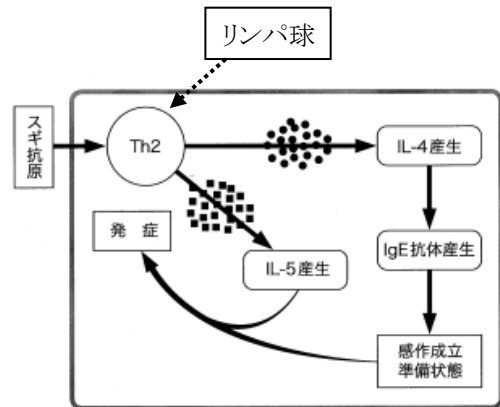 リンパ球
スギ抗原
Th2
IL-4産生
IgE抗体産生
発 症
IL-5産生
感作成立
準備状態